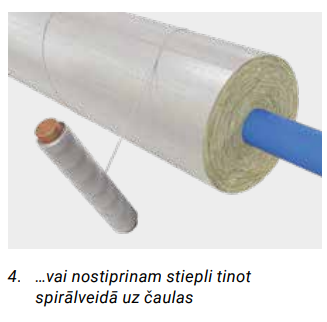 4. …vai nostiprinam stiepli tinot
spirālveidā uz čaulas